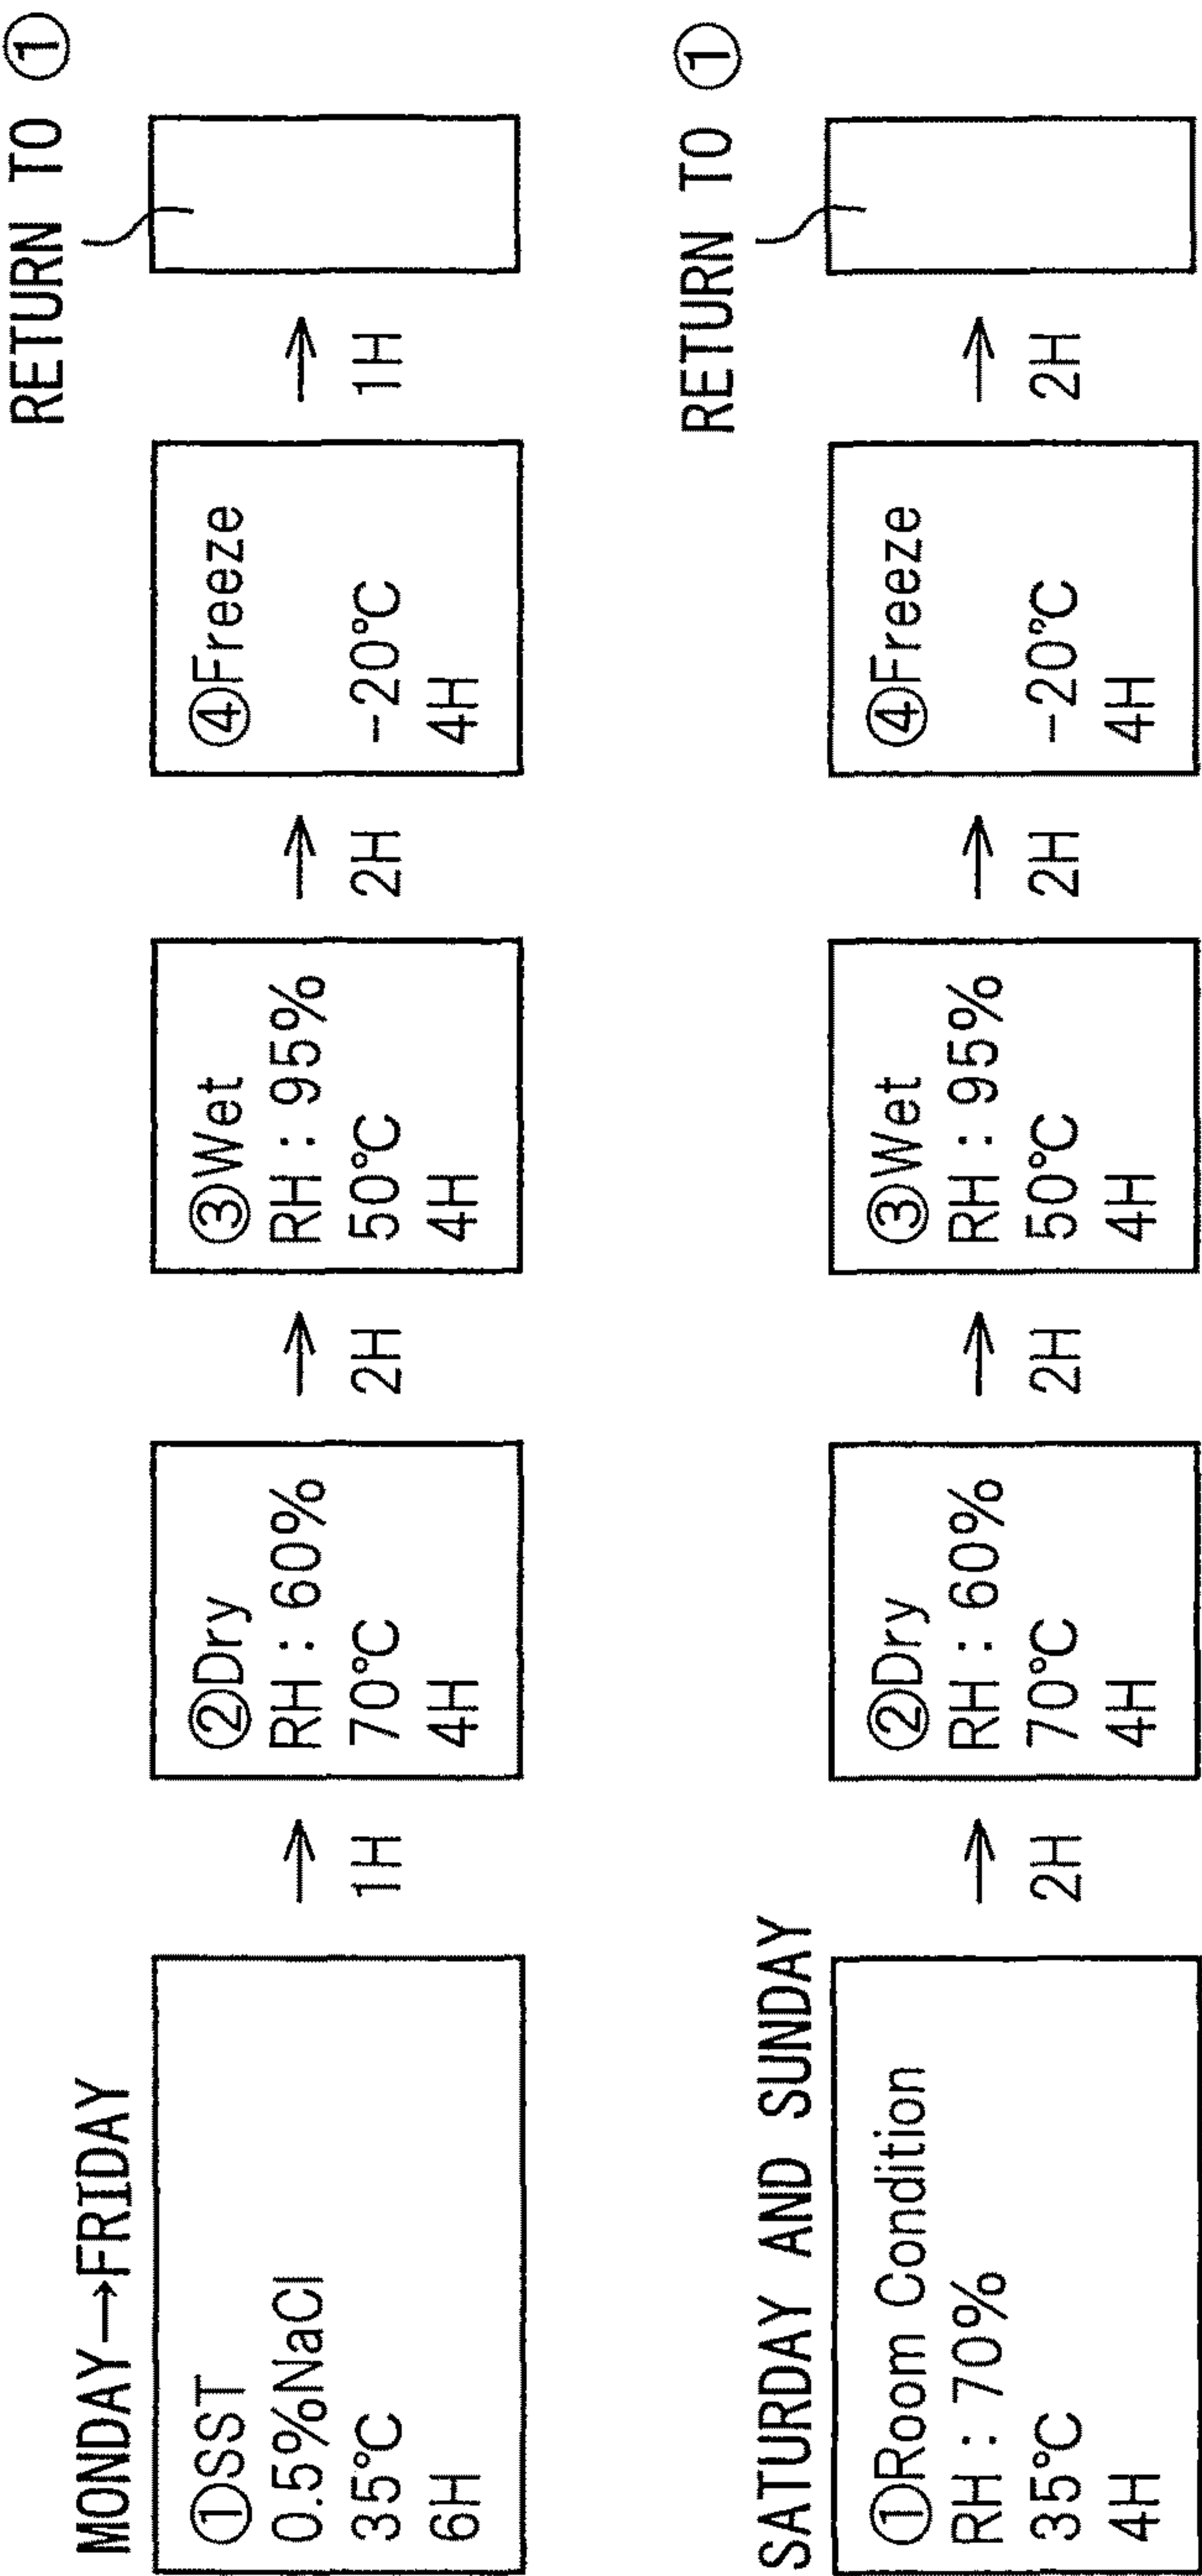 MONDAY→FRIDAY
①SST
0.5%NaCl
35℃
6H
1H
②Dry
RH : 60%
70℃
4H
2H
③Wet
RH : 95%
50℃
4H
2H
④Freeze
-20℃
4H
1H
RETURN TO ①
SATURDAY AND SUNDAY
①Room Condition
RH : 70%
35℃
4H
2H
②Dry
RH : 60%
70℃
4H
2H
③Wet
RH : 95%
50℃
4H
2H
④Freeze
-20℃
4H
2H
RETURN TO ①